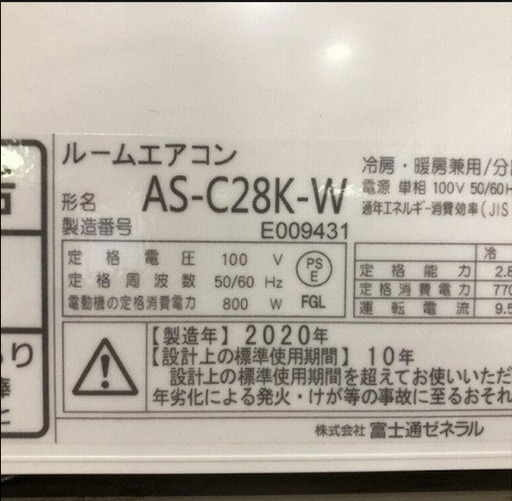 ルームエアコン
形名 AS-C28K-W
製造番号 E009431
冷房・暖房兼用/分
電源 単相 100V 50/60H
通年エネルギー消費効率(JIS
定格電圧 100 V
定格周波数 50/60 Hz
電動機の定格消費電力 800 W
PS
E
FGL
冷
定格能力 2.8
定格消費電力 770
運転電流 9.5
【製造年】2020年
【設計上の標準使用期間】10年
設計上の標準使用期間を超えてお使いいただ
年劣化による発火・けが等の事故に至るおそれ
株式会社 富士通ゼネラル
り
と